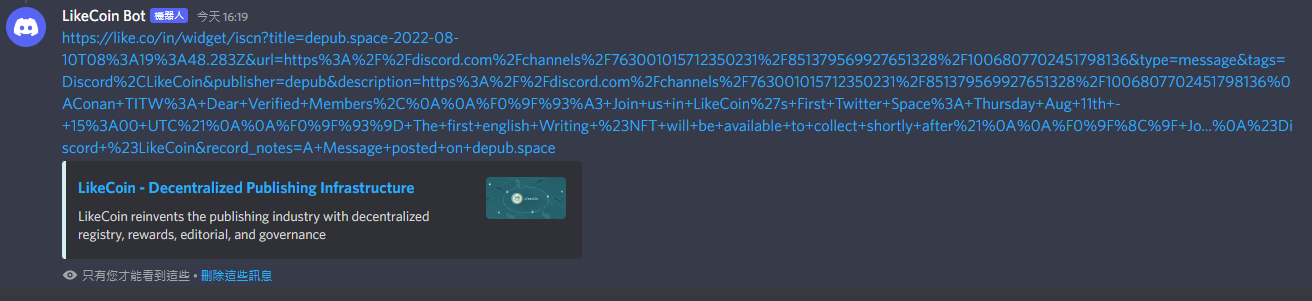 LikeCoin Bot 機器人 今天 16:19
https://like.co/in/widget/iscn?title=depub.space-2022-08-
10T08%3A19%3A48.283Z&url=https%3A%2F%2Fdiscord.com%2Fchannels%2F763001015712350231%2F851379569927651328%2F1006807702451798136&type=message&tags=
Discord%2CLikeCoin&publisher=depub&description=https%3A%2F%2Fdiscord.com%2Fchannels%2F763001015712350231%2F851379569927651328%2F1006807702451798136%0
AConan+TITW%3A+Dear+Verified+Members%2C%0A%0A%F0%9F%93%A3+Join+us+in+LikeCoin%27s+First+Twitter+Space%3A+Thursday+Aug+11th+-
+15%3A00+UTC%21%0A%0A%F0%9F%93%9D+The+first+english+Writing+%23NFT+will+be+available+to+collect+shortly+after%21%0A%0A%F0%9F%8C%9F+Jo...%0A%23Di
scord+%23LikeCoin&record_notes=A+Message+posted+on+depub.space
LikeCoin - Decentralized Publishing Infrastructure
LikeCoin reinvents the publishing industry with decentralized
registry, rewards, editorial, and governance
LikeCoin
只有您才能看到這些 • 刪除這些訊息